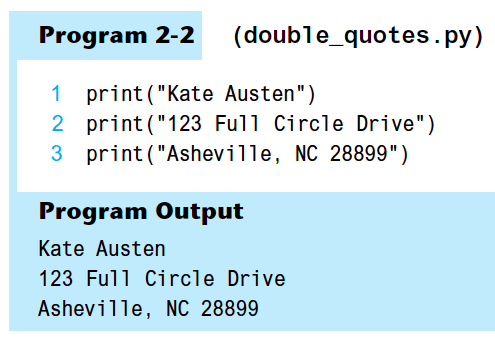 Program 2-2 (double_quotes.py)
1 print("Kate Austen")
2 print("123 Full Circle Drive")
3 print("Asheville, NC 28899")
Program Output
Kate Austen
123 Full Circle Drive
Asheville, NC 28899